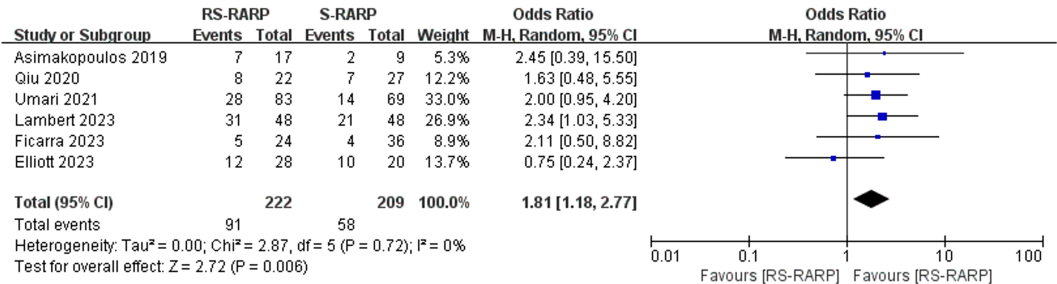 RS-RARP S-RARP Odds Ratio Odds Ratio
Study or Subgroup Events Total Events Total Weight M-H, Random, 95% CI M-H, Random, 95% CI
Asimakopoulos 2019 7 17 2 9 5.3% 2.45 [0.39, 15.50]
Qiu 2020 8 22 7 27 12.2% 1.63 [0.48, 5.55]
Umari 2021 28 83 14 69 33.0% 2.00 [0.95, 4.20]
Lambert 2023 31 48 21 48 26.9% 2.34 [1.03, 5.33]
Ficarra 2023 5 24 4 36 8.9% 2.11 [0.50, 8.82]
Elliott 2023 12 28 10 20 13.7% 0.75 [0.24, 2.37]
Total (95% CI) 222 209 100.0% 1.81 [1.18, 2.77]
Total events 91 58
Heterogeneity: Tau² = 0.00; Chi² = 2.87, df = 5 (P = 0.72); I² = 0%
Test for overall effect: Z = 2.72 (P = 0.006)
0.01 0.1 1 10 100
Favours [RS-RARP] Favours [RS-RARP]